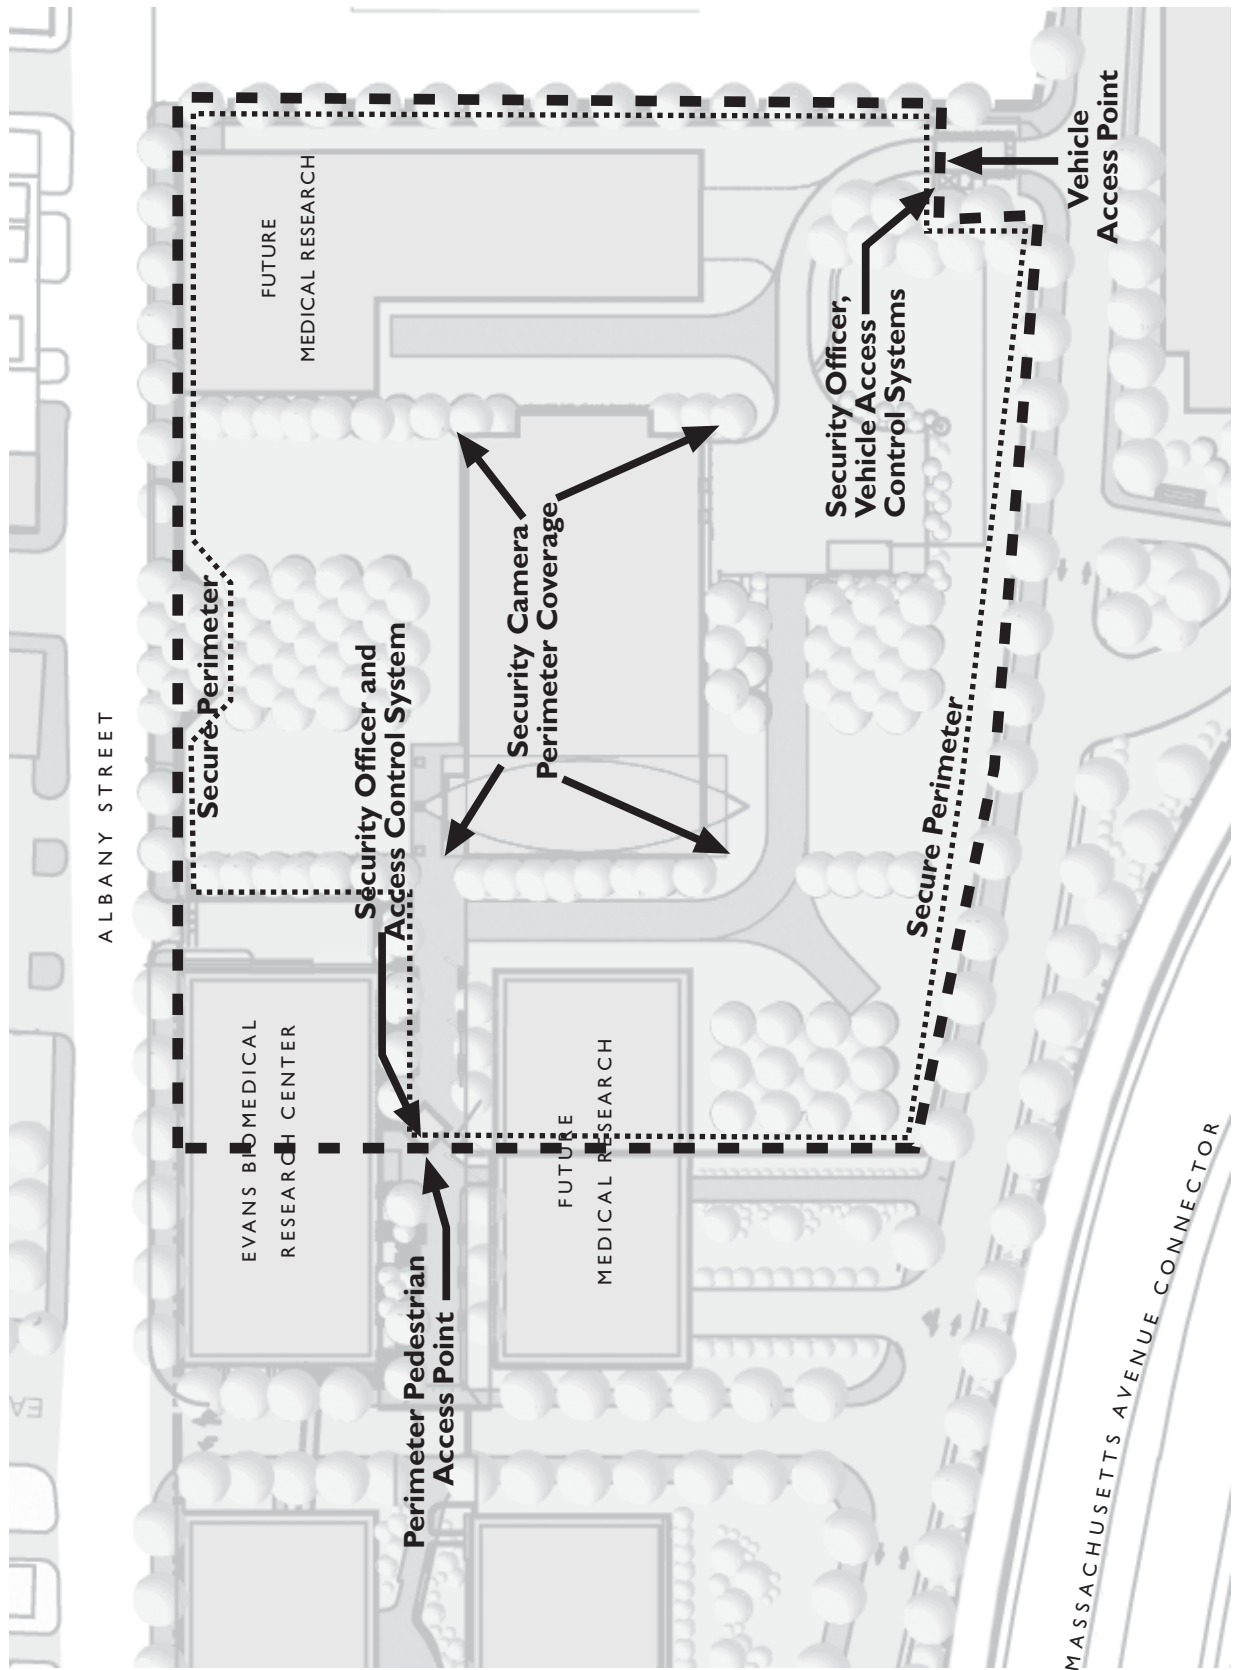 ALBANY STREET
FUTURE
MEDICAL RESEARCH
Vehicle
Access Point
Security Officer,
Vehicle Access
Control Systems
Secure Perimeter
Security Camera
Perimeter Coverage
Security Officer and
Access Control System
Secure Perimeter
EVANS BIOMEDICAL
RESEARCH CENTER
FUTURE
MEDICAL RESEARCH
Perimeter Pedestrian
Access Point
MASSACHUSETTS AVENUE CONNECTOR
EA